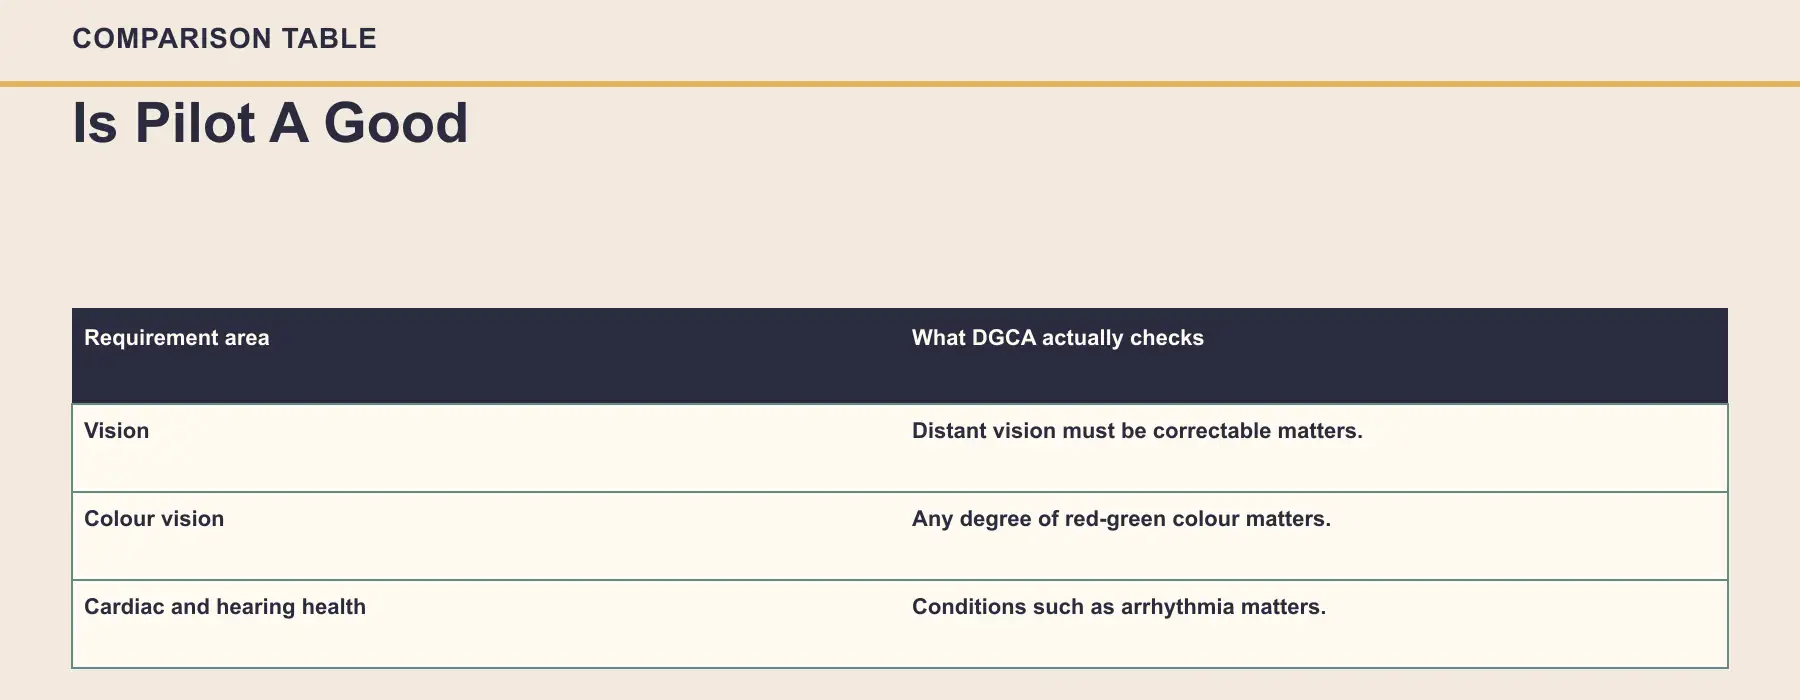 COMPARISON TABLE
Is Pilot A Good
Requirement area What DGCA actually checks
Vision Distant vision must be correctable matters.
Colour vision Any degree of red-green colour matters.
Cardiac and hearing health Conditions such as arrhythmia matters.